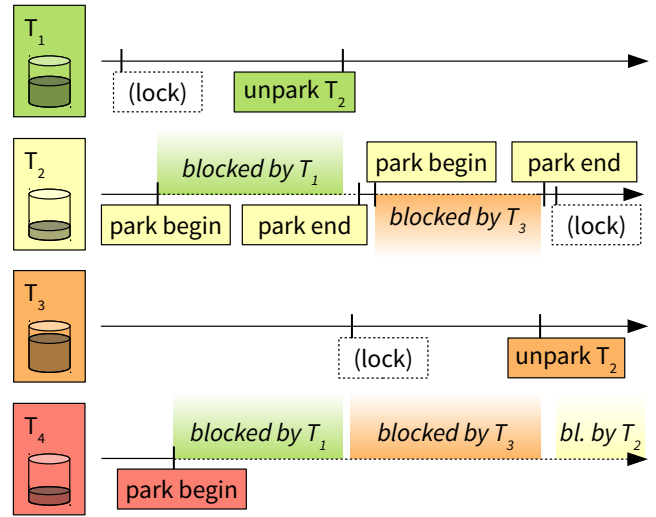 T1
(lock)
unpark T2
T2
blocked by T1
park begin
park end
park begin
park end
blocked by T3
(lock)
T3
(lock)
unpark T2
T4
blocked by T1
blocked by T3
bl. by T2
park begin